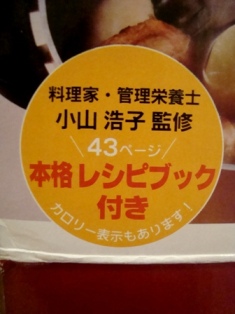 料理家・管理栄養士
小山 浩子 監修
\43ページ/
本格レシピブック
付き
カロリー表示もあります!